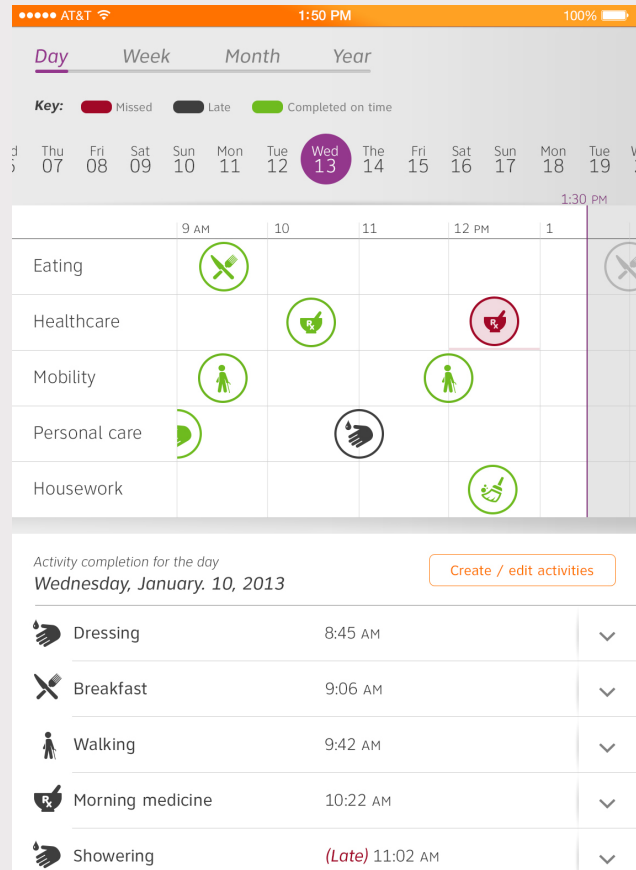 AT&T 1:50 PM 100%
Day Week Month Year
Key: Missed Late Completed on time
Thu Fri Sat Sun Mon Tue Wed The Fri Sat Sun Mon Tue
07 08 09 10 11 12 13 14 15 16 17 18 19
1:30 PM
9 AM 10 11 12 PM 1
Eating
Healthcare
Rx Rx
Mobility
Personal care
Housework
Activity completion for the day
Wednesday, January. 10, 2013
Create / edit activities
Dressing 8:45 AM
Breakfast 9:06 AM
Walking 9:42 AM
Rx Morning medicine 10:22 AM
Showering (Late) 11:02 AM